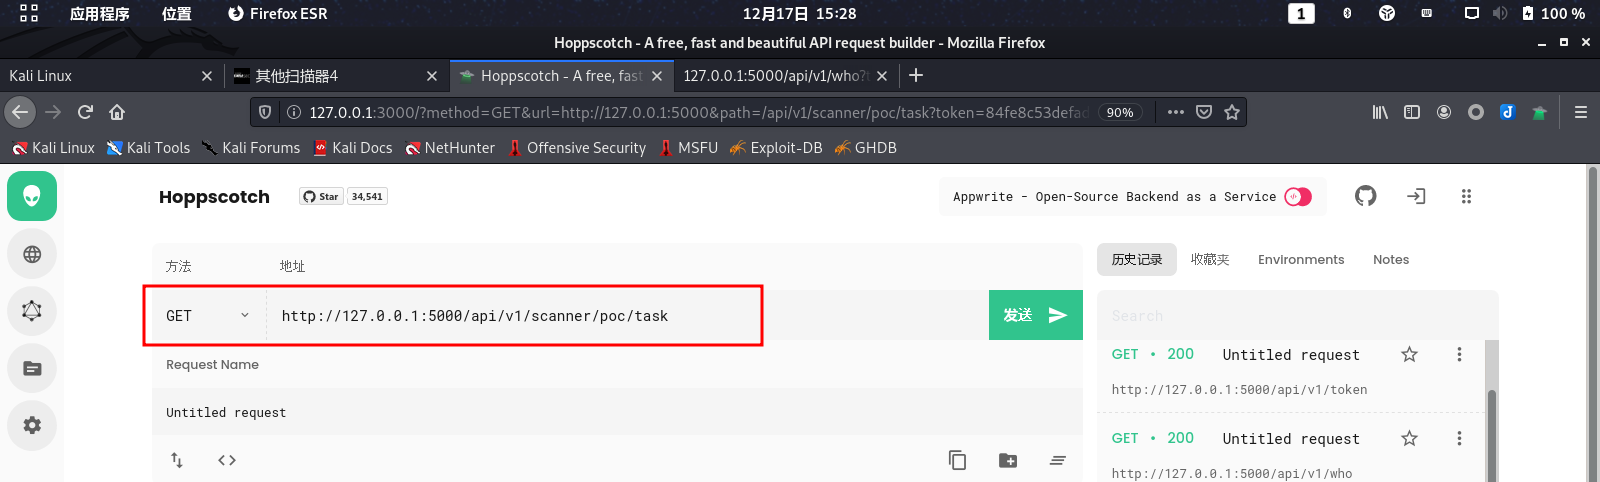 应用程序 位置 Firefox ESR 12月17日 15:28 1 100 %
Hoppscotch - A free, fast and beautiful API request builder - Mozilla Firefox
Kali Linux 其他扫描器4 Hoppscotch - A free, fast 127.0.0.1:5000/api/v1/who?t
127.0.0.1:3000/?method=GET&url=http://127.0.0.1:5000&path=/api/v1/scanner/poc/task?token=84fe8c53defad 90%
Kali Linux Kali Tools Kali Forums Kali Docs NetHunter Offensive Security MSFU Exploit-DB GHDB
Hoppscotch Star 34,541 Appwrite - Open-Source Backend as a Service
方法 地址 历史记录 收藏夹 Environments Notes
GET http://127.0.0.1:5000/api/v1/scanner/poc/task 发送 Search
Request Name GET • 200 Untitled request
http://127.0.0.1:5000/api/v1/token
Untitled request GET • 200 Untitled request
http://127.0.0.1:5000/api/v1/who